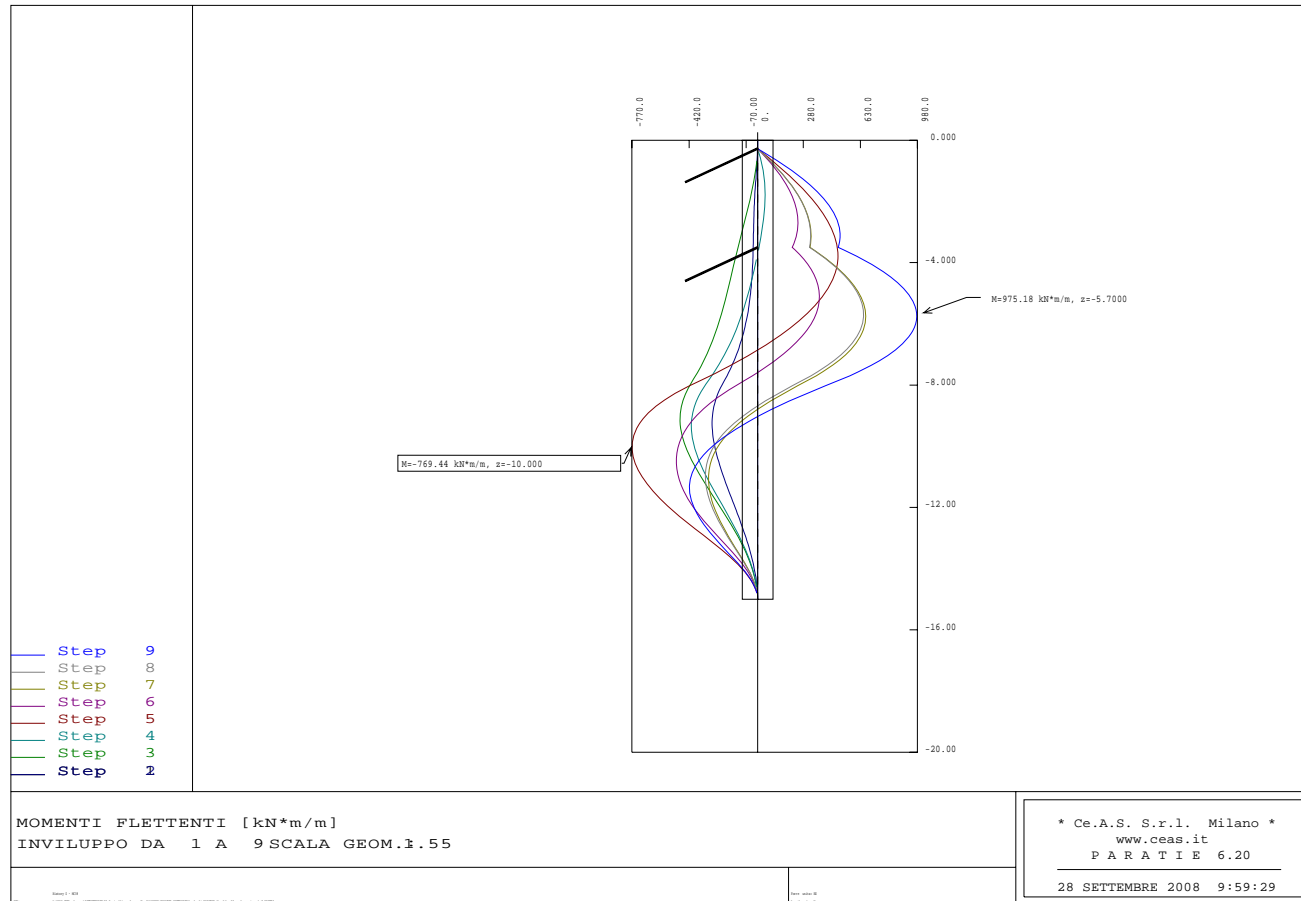 -770.0
-420.0
-70.00
0.
280.0
630.0
980.0
0.000
-4.000
M=975.18 kN*m/m, z=-5.7000
-8.000
M=-769.44 kN*m/m, z=-10.000
-12.00
-16.00
-20.00
Step 9
Step 8
Step 7
Step 6
Step 5
Step 4
Step 3
Step
MOMENTI FLETTENTI [kN*m/m]
INVILUPPO DA 1 A 9 SCALA GEOM.
* Ce.A.S. S.r.l. Milano *
www.ceas.it
P A R A T I E 6.20
28 SETTEMBRE 2008 9:59:29